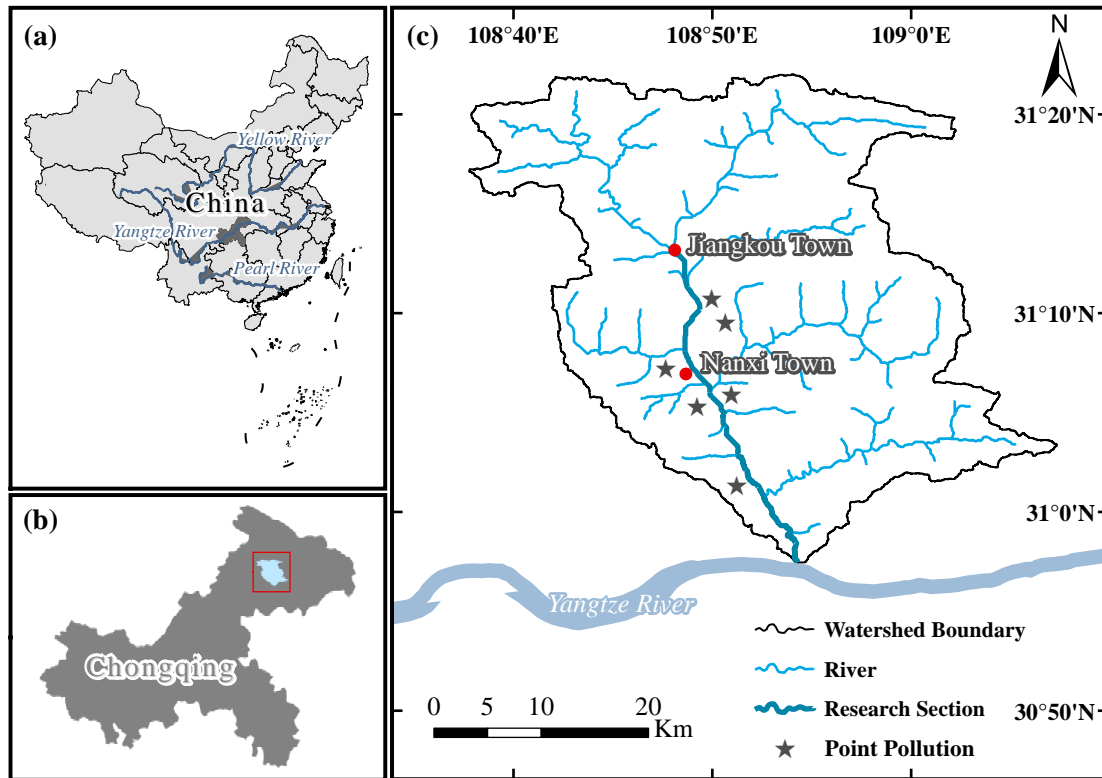 (a)
Yellow River
China
Yangtze River
Pearl River
(b)
Chongqing
(c)
108°40'E
108°50'E
109°0'E
N
31°20'N
31°10'N
31°0'N
30°50'N
Jiangkou Town
Nanxi Town
Yangtze River
Watershed Boundary
River
Research Section
Point Pollution
0 5 10 20
Km